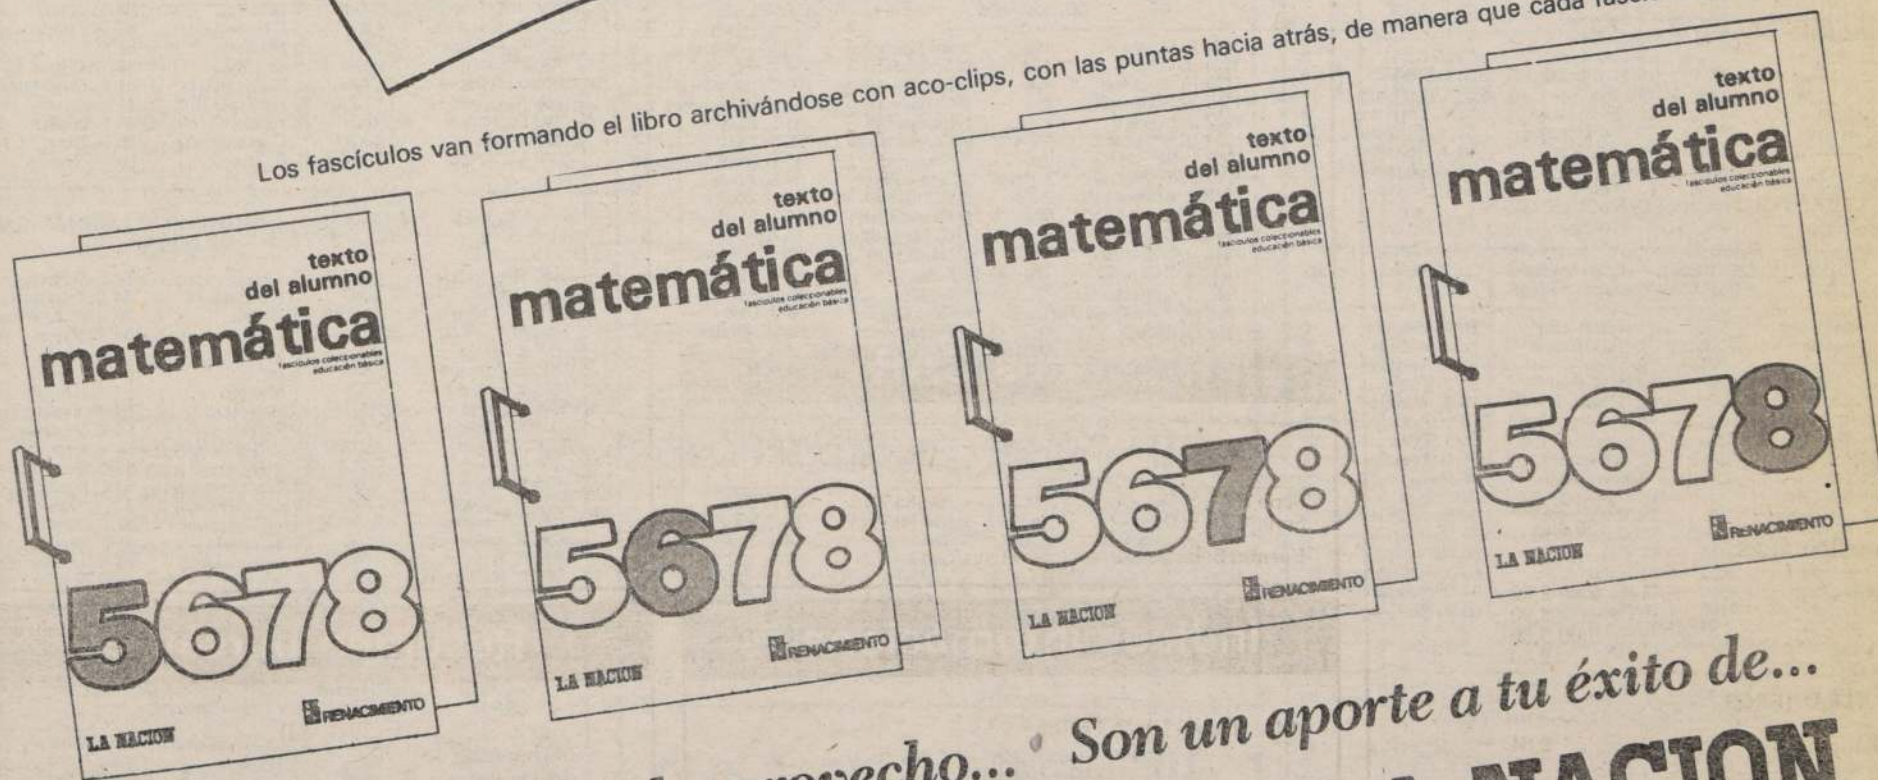 Los fascículos van formando el libro archivándose con aco-clips, con las puntas hacia atrás, de manera que cada
texto
del alumno
matemática
fascículos coleccionables
educación básica
5678
LA NACION
RENACIMIENTO
texto
del alumno
matemática
fascículos coleccionables
educación básica
5678
LA NACION
RENACIMIENTO
texto
del alumno
matemática
fascículos coleccionables
educación básica
5678
LA NACION
RENACIMIENTO
texto
del alumno
matemática
fascículos coleccionables
educación básica
5678
LA NACION
RENACIMIENTO
Son un aporte a tu éxito de...
NACION